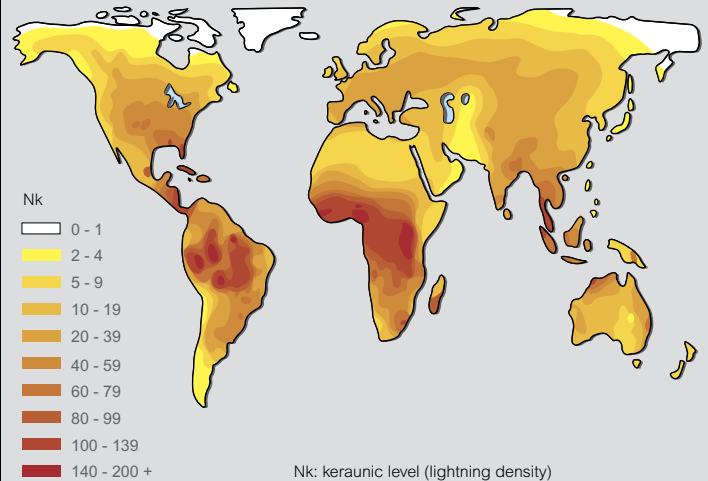 Nk
0 - 1
2 - 4
5 - 9
10 - 19
20 - 39
40 - 59
60 - 79
80 - 99
100 - 139
140 - 200 +
Nk: keraunic level (lightning density)